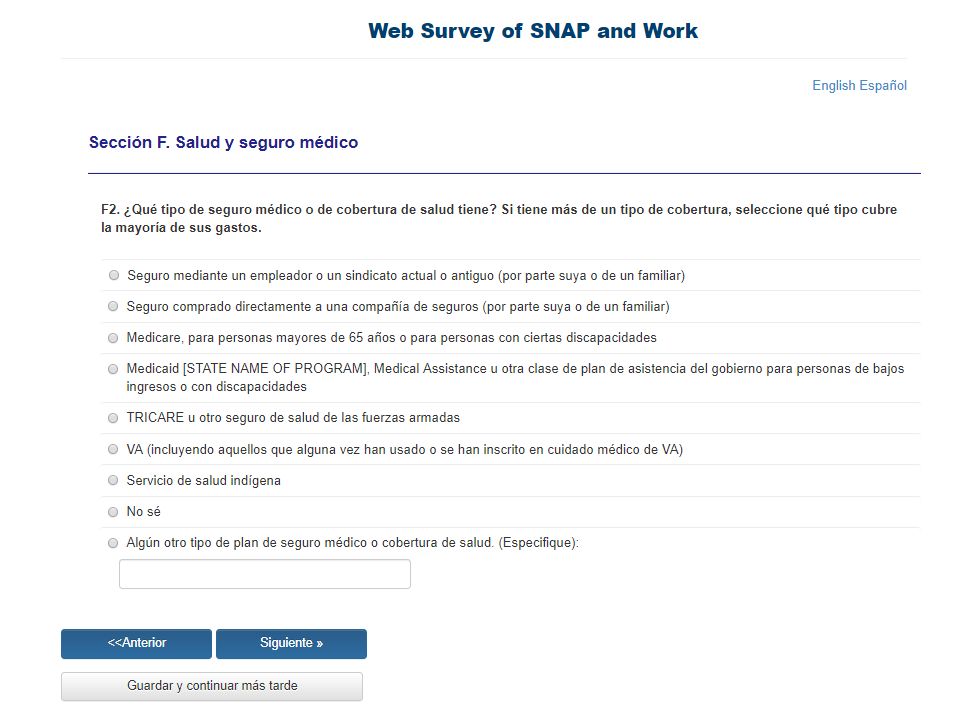 Web Survey of SNAP and Work
English Español
Sección F. Salud y seguro médico
F2. ¿Qué tipo de seguro médico o de cobertura de salud tiene? Si tiene más de un tipo de cobertura, seleccione qué tipo cubre
la mayoría de sus gastos.
Seguro mediante un empleador o un sindicato actual o antiguo (por parte suya o de un familiar)
Seguro comprado directamente a una compañía de seguros (por parte suya o de un familiar)
Medicare, para personas mayores de 65 años o para personas con ciertas discapacidades
Medicaid [STATE NAME OF PROGRAM], Medical Assistance u otra clase de plan de asistencia del gobierno para personas de bajos
ingresos o con discapacidades
TRICARE u otro seguro de salud de las fuerzas armadas
VA (incluyendo aquellos que alguna vez han usado o se han inscrito en cuidado médico de VA)
Servicio de salud indígena
No sé
Algún otro tipo de plan de seguro médico o cobertura de salud. (Especifique):
<<Anterior
Siguiente »
Guardar y continuar más tarde